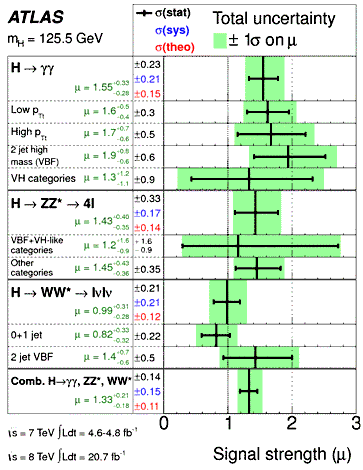 ATLAS
m_H = 125.5 GeV
σ(stat)
σ(sys)
σ(theo)
Total uncertainty
± 1σ on μ
H → γγ
μ = 1.55 +0.33 -0.28
±0.23
±0.21
±0.15
Low p_Tt
μ = 1.6 +0.5 -0.4
±0.3
High p_Tt
μ = 1.7 +0.7 -0.6
±0.5
2 jet high
mass (VBF)
μ = 1.9 +0.8 -0.6
±0.6
VH categories
μ = 1.3 +1.2 -1.1
±0.9
H → ZZ* → 4l
μ = 1.43 +0.40 -0.35
±0.33
±0.17
±0.14
VBF+VH-like
categories
μ = 1.2 +1.6 -0.9
+ 1.6
- 0.9
Other
categories
μ = 1.45 +0.43 -0.36
±0.35
H → WW* → lνlν
μ = 0.99 +0.31 -0.28
±0.21
±0.21
±0.12
0+1 jet
μ = 0.82 +0.33 -0.32
±0.22
2 jet VBF
μ = 1.4 +0.7 -0.6
±0.5
Comb. H→γγ, ZZ*, WW*
μ = 1.33 +0.21 -0.18
±0.14
±0.15
±0.11
√s = 7 TeV ∫Ldt = 4.6-4.8 fb⁻¹
√s = 8 TeV ∫Ldt = 20.7 fb⁻¹
0 1 2 3
Signal strength (μ)